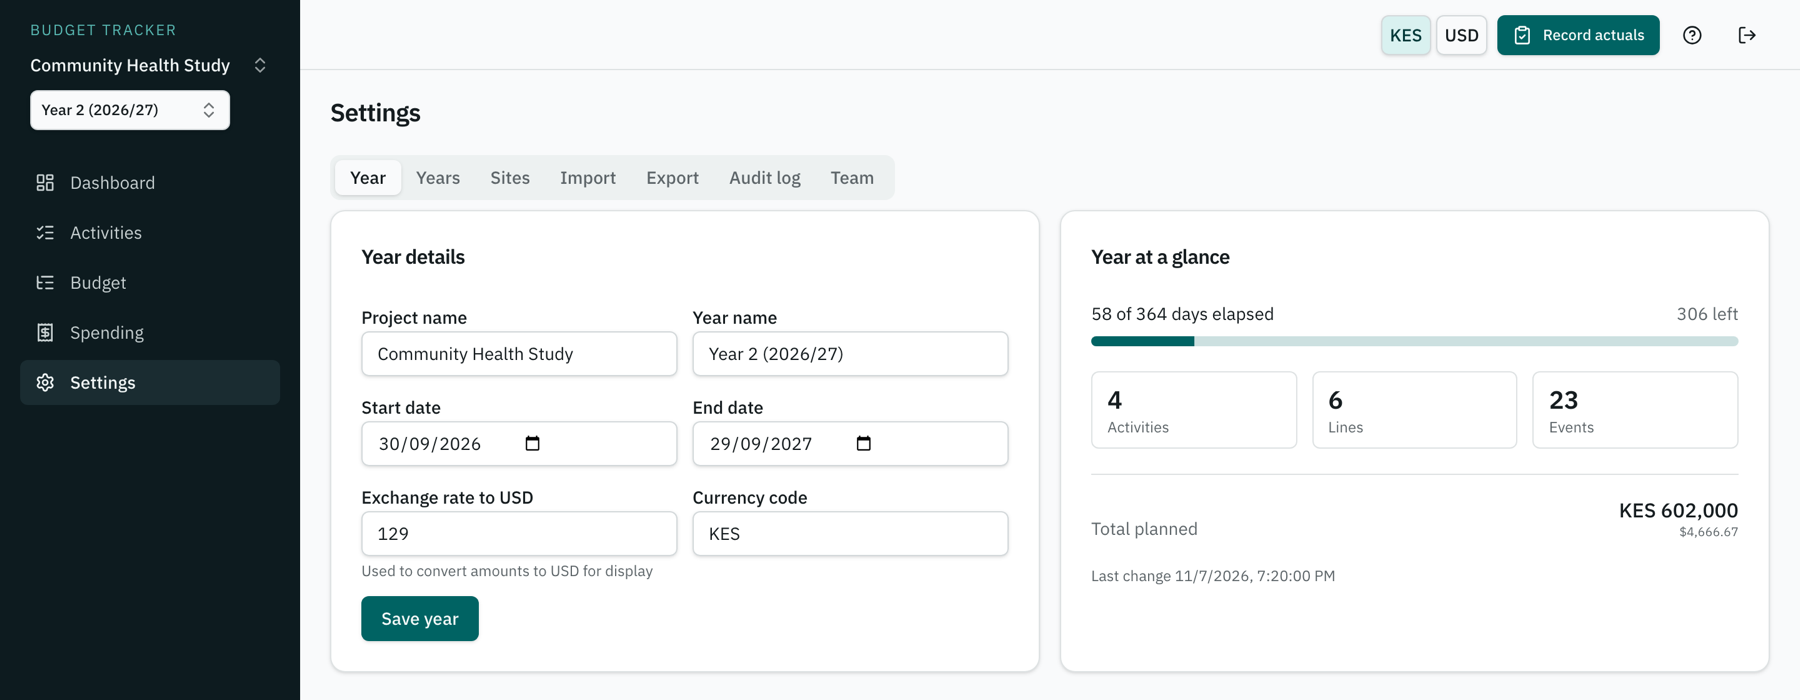 BUDGET TRACKER
Community Health Study
Year 2 (2026/27)
Dashboard
Activities
Budget
Spending
Settings
KES USD Record actuals
Settings
Year Years Sites Import Export Audit log Team
Year details
Project name Year name
Community Health Study Year 2 (2026/27)
Start date End date
30/09/2026 29/09/2027
Exchange rate to USD Currency code
129 KES
Used to convert amounts to USD for display
Save year
Year at a glance
58 of 364 days elapsed 306 left
4 6 23
Activities Lines Events
KES 602,000
Total planned $4,666.67
Last change 11/7/2026, 7:20:00 PM